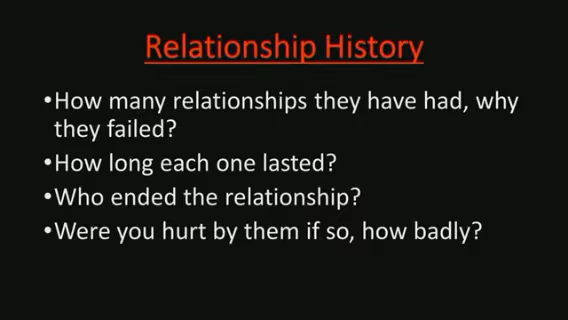 Relationship History
•How many relationships they have had, why
they failed?
•How long each one lasted?
•Who ended the relationship?
•Were you hurt by them if so, how badly?